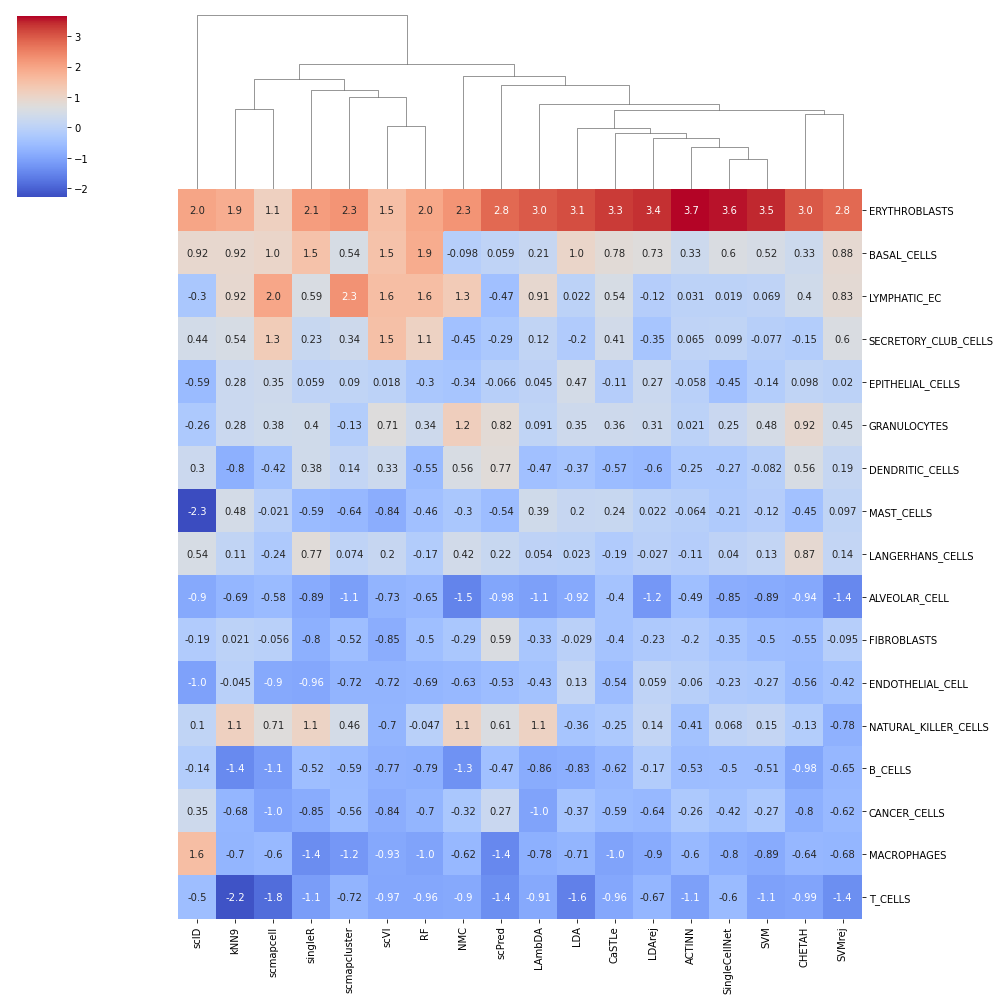 3
2
1
0
−1
−2
2.0 1.9 1.1 2.1 2.3 1.5 2.0 2.3 2.8 3.0 3.1 3.3 3.4 3.7 3.6 3.5 3.0 2.8 ERYTHROBLASTS
0.92 0.92 1.0 1.5 0.54 1.5 1.9 -0.098 0.059 0.21 1.0 0.78 0.73 0.33 0.6 0.52 0.33 0.88 BASAL_CELLS
-0.3 0.92 2.0 0.59 2.3 1.6 1.6 1.3 -0.47 0.91 0.022 0.54 -0.12 0.031 0.019 0.069 0.4 0.83 LYMPHATIC_EC
0.44 0.54 1.3 0.23 0.34 1.5 1.1 -0.45 -0.29 0.12 -0.2 0.41 -0.35 0.065 0.099 -0.077 -0.15 0.6 SECRETORY_CLUB_CELLS
-0.59 0.28 0.35 0.059 0.09 0.018 -0.3 -0.34 -0.066 0.045 0.47 -0.11 0.27 -0.058 -0.45 -0.14 0.098 0.02 EPITHELIAL_CELLS
-0.26 0.28 0.38 0.4 -0.13 0.71 0.34 1.2 0.82 0.091 0.35 0.36 0.31 0.021 0.25 0.48 0.92 0.45 GRANULOCYTES
0.3 -0.8 -0.42 0.38 0.14 0.33 -0.55 0.56 0.77 -0.47 -0.37 -0.57 -0.6 -0.25 -0.27 -0.082 0.56 0.19 DENDRITIC_CELLS
-2.3 0.48 -0.021 -0.59 -0.64 -0.84 -0.46 -0.3 -0.54 0.39 0.2 0.24 0.022 -0.064 -0.21 -0.12 -0.45 0.097 MAST_CELLS
0.54 0.11 -0.24 0.77 0.074 0.2 -0.17 0.42 0.22 0.054 0.023 -0.19 -0.027 -0.11 0.04 0.13 0.87 0.14 LANGERHANS_CELLS
-0.9 -0.69 -0.58 -0.89 -1.1 -0.73 -0.65 -1.5 -0.98 -1.1 -0.92 -0.4 -1.2 -0.49 -0.85 -0.89 -0.94 -1.4 ALVEOLAR_CELL
-0.19 0.021 -0.056 -0.8 -0.52 -0.85 -0.5 -0.29 0.59 -0.33 -0.029 -0.4 -0.23 -0.2 -0.35 -0.5 -0.55 -0.095 FIBROBLASTS
-1.0 -0.045 -0.9 -0.96 -0.72 -0.72 -0.69 -0.63 -0.53 -0.43 0.13 -0.54 0.059 -0.06 -0.23 -0.27 -0.56 -0.42 ENDOTHELIAL_CELL
0.1 1.1 0.71 1.1 0.46 -0.7 -0.047 1.1 0.61 1.1 -0.36 -0.25 0.14 -0.41 0.068 0.15 -0.13 -0.78 NATURAL_KILLER_CELLS
-0.14 -1.4 -1.1 -0.52 -0.59 -0.77 -0.79 -1.3 -0.47 -0.86 -0.83 -0.62 -0.17 -0.53 -0.5 -0.51 -0.98 -0.65 B_CELLS
0.35 -0.68 -1.0 -0.85 -0.56 -0.84 -0.7 -0.32 0.27 -1.0 -0.37 -0.59 -0.64 -0.26 -0.42 -0.27 -0.8 -0.62 CANCER_CELLS
1.6 -0.7 -0.6 -1.4 -1.2 -0.93 -1.0 -0.62 -1.4 -0.78 -0.71 -1.0 -0.9 -0.6 -0.8 -0.89 -0.64 -0.68 MACROPHAGES
-0.5 -2.2 -1.8 -1.1 -0.72 -0.97 -0.96 -0.9 -1.4 -0.91 -1.6 -0.96 -0.67 -1.1 -0.6 -1.1 -0.99 -1.4 T_CELLS
scID
kNN9
scmapcell
singleR
scmapcluster
scVI
RF
NMC
scPred
LAmbDA
LDA
CaSTLe
LDArej
ACTINN
SingleCellNet
SVM
CHETAH
SVMrej